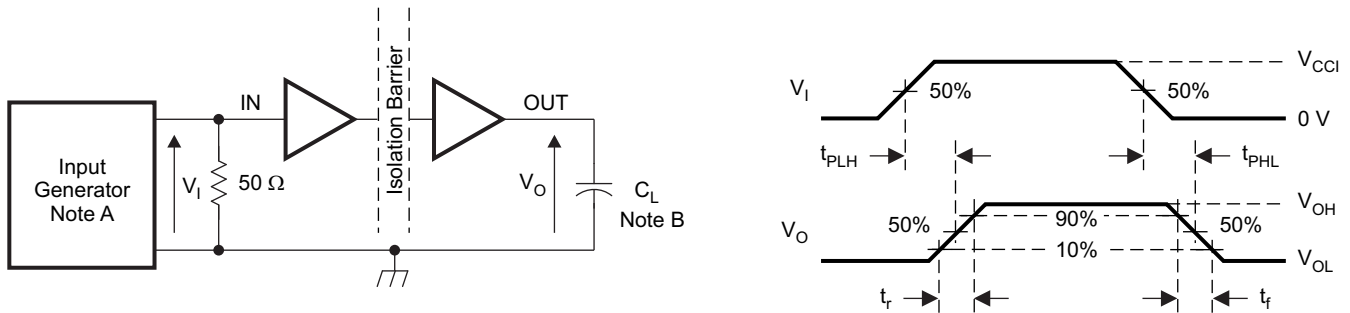 Input
Generator
Note A
V_I
50 Ω
IN
Isolation Barrier
OUT
V_O
C_L
Note B
V_I
50%
50%
V_CCI
0 V
t_PLH
t_PHL
V_O
50%
90%
10%
50%
V_OH
V_OL
t_r
t_f